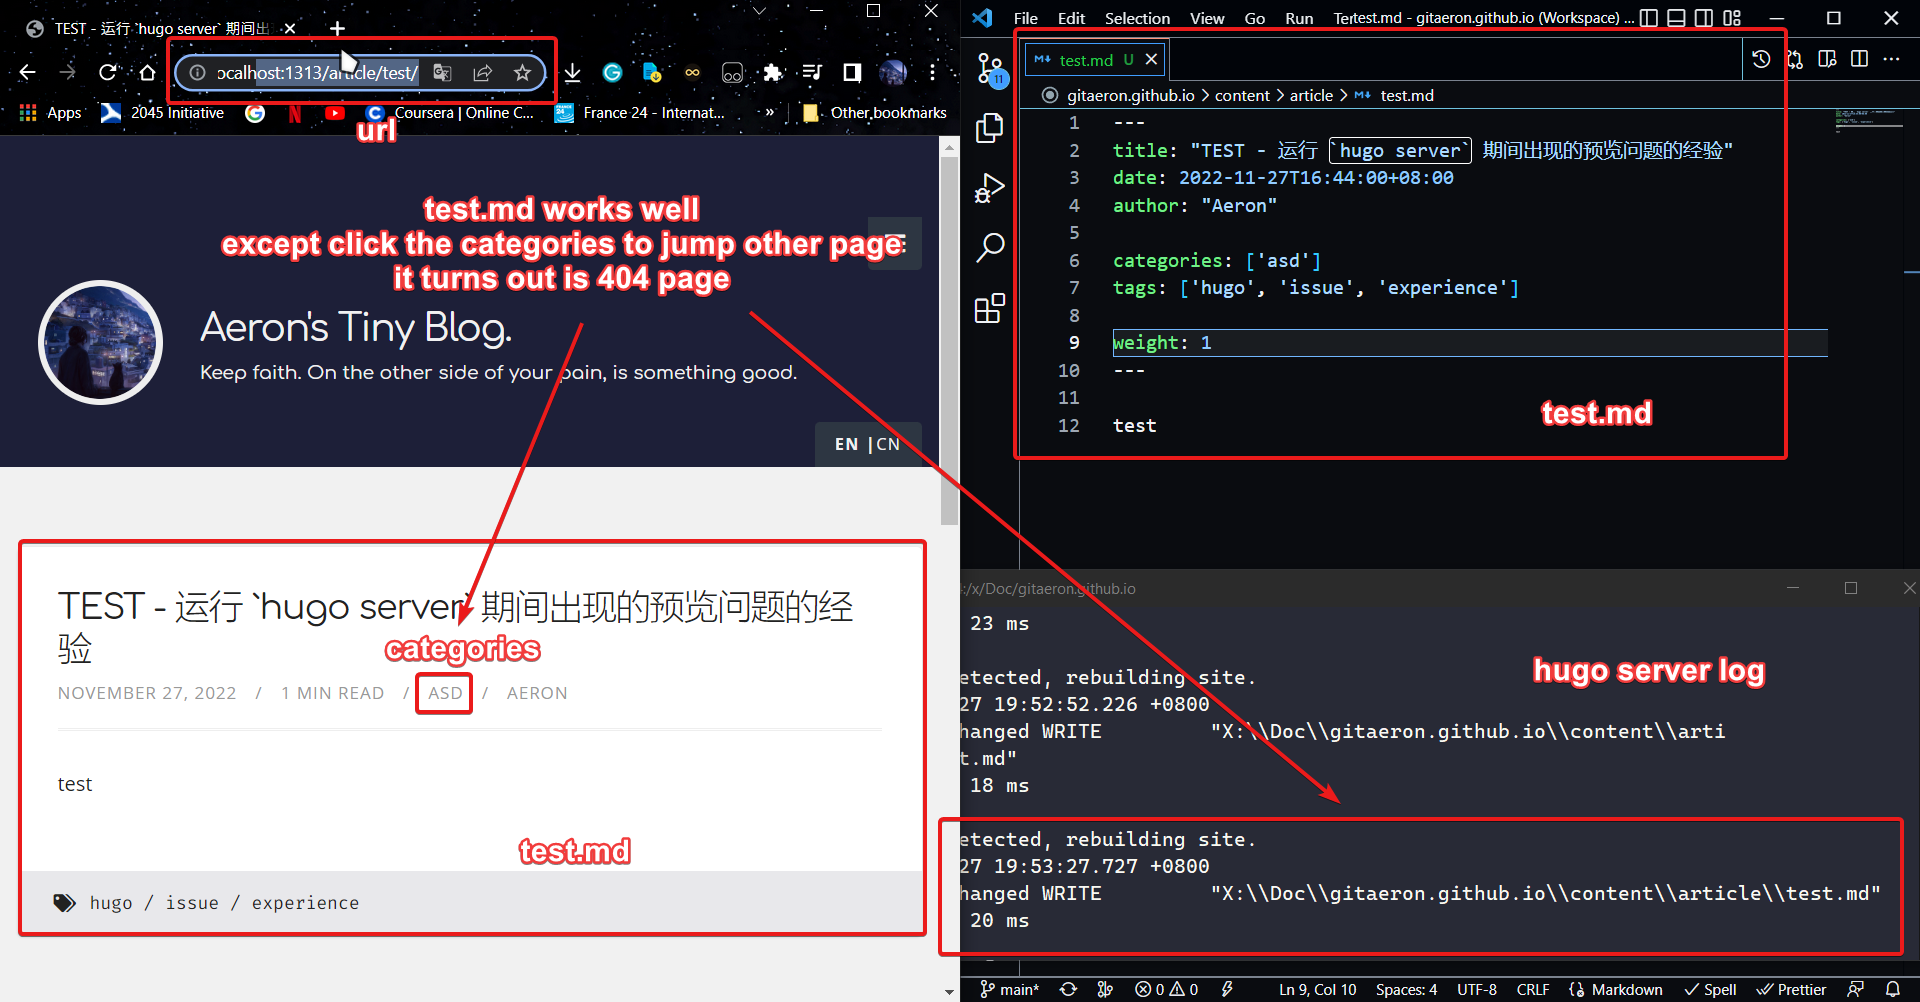 TEST - 运行 `hugo server` 期间出
ocalhost:1313/article/test/
Apps
2045 Initiative
Coursera | Online C...
France 24 - Internat...
»
Other bookmarks
url
test.md works well
except click the categories to jump other page
it turns out is 404 page
Aeron's Tiny Blog.
Keep faith. On the other side of your pain, is something good.
EN |CN
TEST - 运行 `hugo server` 期间出现的预览问题的经
验
categories
NOVEMBER 27, 2022 / 1 MIN READ / ASD / AERON
test
test.md
hugo / issue / experience
File Edit Selection View Go Run Ter
test.md - gitaeron.github.io (Workspace) ...
11
test.md U
gitaeron.github.io > content > article > test.md
1 ---
2 title: "TEST - 运行 `hugo server` 期间出现的预览问题的经验"
3 date: 2022-11-27T16:44:00+08:00
4 author: "Aeron"
5
6 categories: ['asd']
7 tags: ['hugo', 'issue', 'experience']
8
9 weight: 1
10 ---
11
12 test
test.md
:/x/Doc/gitaeron.github.io
23 ms
etected, rebuilding site.
27 19:52:52.226 +0800
hanged WRITE "X:\\Doc\\gitaeron.github.io\\content\\arti
t.md"
18 ms
hugo server log
etected, rebuilding site.
27 19:53:27.727 +0800
hanged WRITE "X:\\Doc\\gitaeron.github.io\\content\\article\\test.md"
20 ms
main* 0 0 Ln 9, Col 10 Spaces: 4 UTF-8 CRLF Markdown Spell Prettier